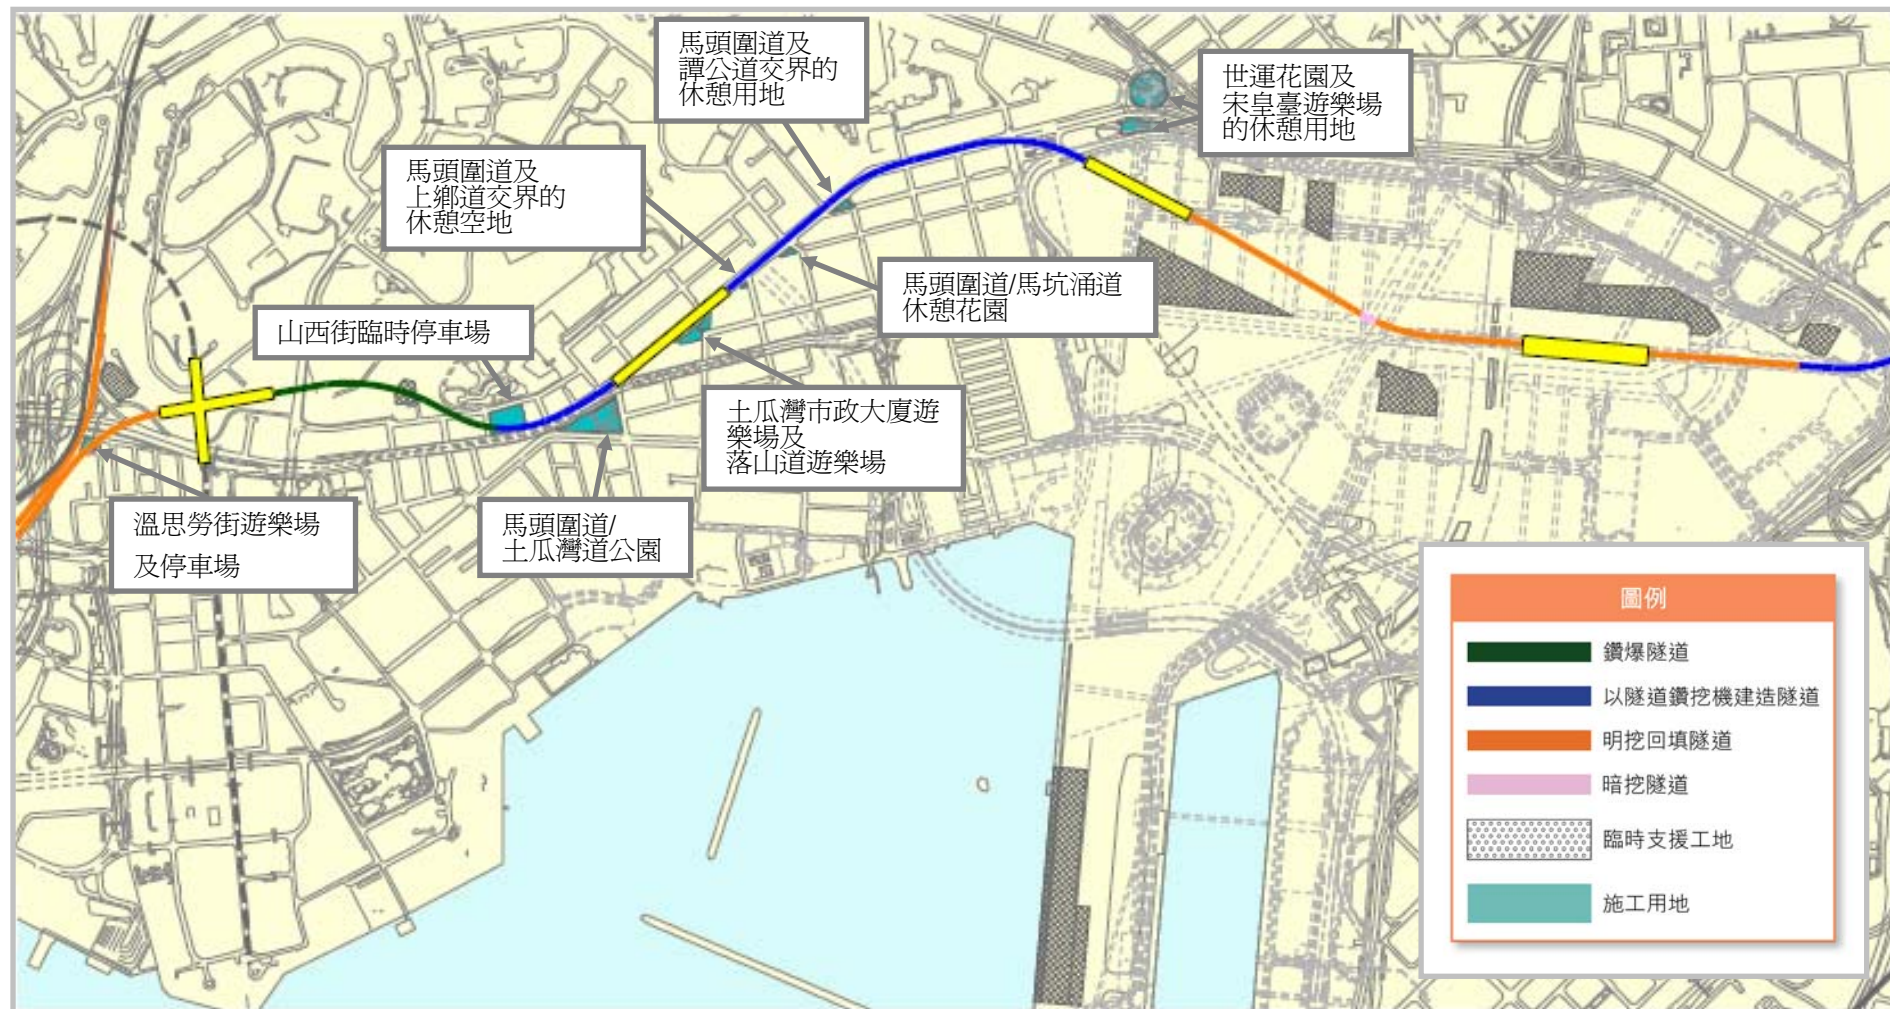 馬頭圍道及
譚公道交界的
休憩用地
世運花園及
宋皇臺遊樂場
的休憩用地
馬頭圍道及
上鄉道交界的
休憩空地
馬頭圍道/馬坑涌道
休憩花園
山西街臨時停車場
土瓜灣市政大廈遊
樂場及
落山道遊樂場
溫思勞街遊樂場
及停車場
馬頭圍道/
土瓜灣道公園
圖例
鑽爆隧道
以隧道鑽挖機建造隧道
明挖回填隧道
暗挖隧道
臨時支援工地
施工用地